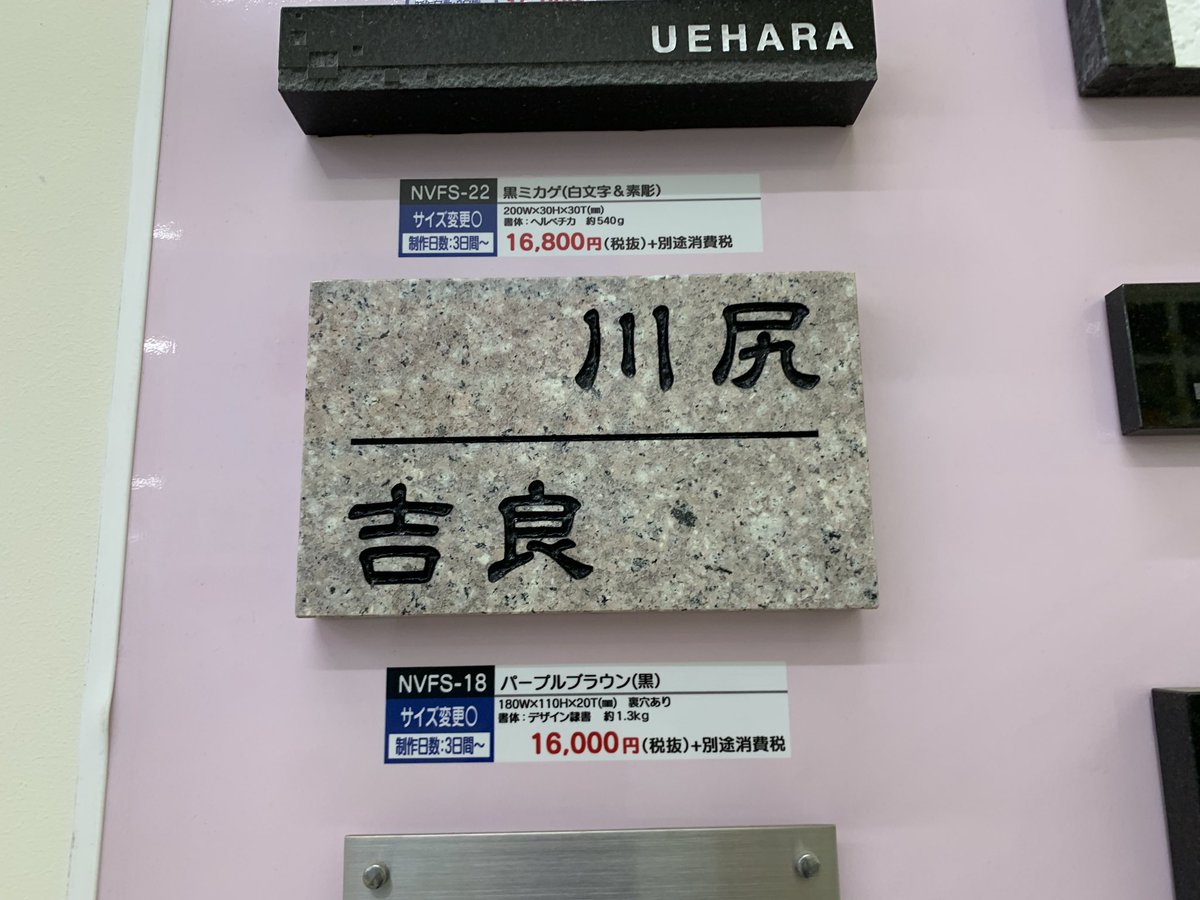 UEHARA
NVFS-22 黒ミカゲ(白文字&素彫)
サイズ変更〇 200W×30H×30T(㎜)
書体:ヘルベチカ 約540g
制作日数:3日間〜 16,800円(税抜)+別途消費税
川尻
吉良
NVFS-18 パープルブラウン(黒)
サイズ変更〇 180W×110H×20T(㎜) 裏穴あり
書体:デザイン隷書 約1.3kg
制作日数:3日間〜 16,000円(税抜)+別途消費税